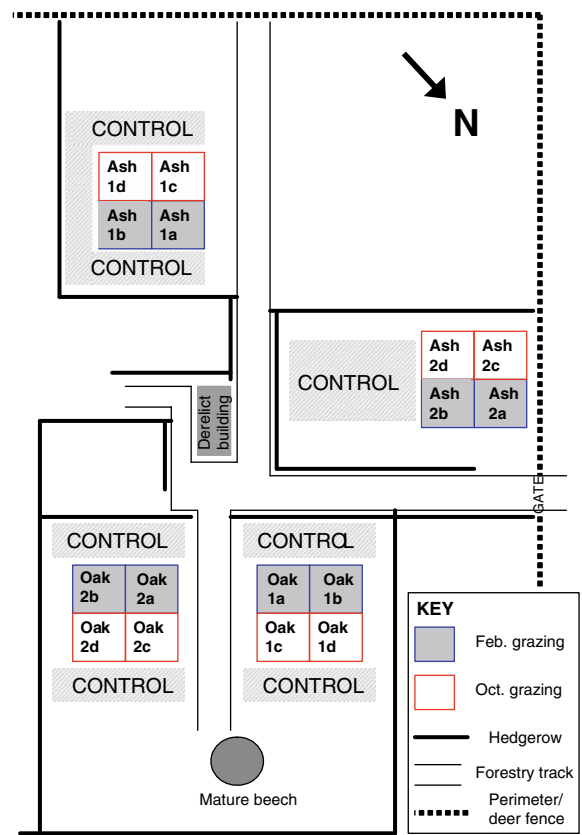 N
CONTROL
Ash
1d
Ash
1c
Ash
1b
Ash
1a
CONTROL
CONTROL
Ash
2d
Ash
2c
Ash
2b
Ash
2a
Derelict
building
GATE
CONTROL
Oak
2b
Oak
2a
Oak
2d
Oak
2c
CONTROL
CONTROL
Oak
1a
Oak
1b
Oak
1c
Oak
1d
CONTROL
Mature beech
KEY
Feb. grazing
Oct. grazing
Hedgerow
Forestry track
Perimeter/
deer fence